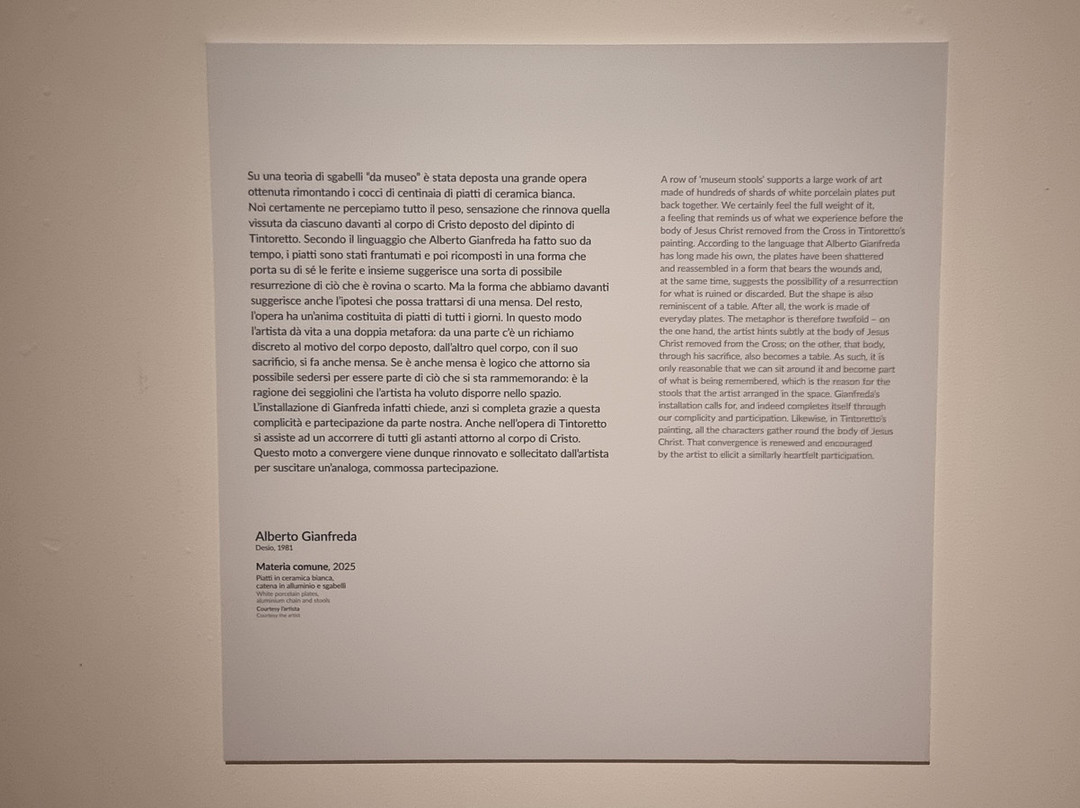 Su una teoria di sgabelli "da museo" è stata deposta una grande opera
ottenuta rimontando i cocci di centinaia di piatti di ceramica bianca.
Noi certamente ne percepiamo tutto il peso, sensazione che rinnova quella
vissuta da ciascuno davanti al corpo di Cristo deposto del dipinto di
Tintoretto. Secondo il linguaggio che Alberto Gianfreda ha fatto suo da
tempo, i piatti sono stati frantumati e poi ricomposti in una forma che
porta su di sé le ferite e insieme suggerisce una sorta di possibile
resurrezione di ciò che è rovina o scarto. Ma la forma che abbiamo davanti
suggerisce anche l'ipotesi che possa trattarsi di una mensa. Del resto,
l'opera ha un'anima costituita di piatti di tutti i giorni. In questo modo
l'artista dà vita a una doppia metafora: da una parte c'è un richiamo
discreto al motivo del corpo deposto, dall'altro quel corpo, con il suo
sacrificio, si fa anche mensa. Se è anche mensa è logico che attorno sia
possibile sedersi per essere parte di ciò che si sta rammemorando: è la
ragione dei seggiolini che l'artista ha voluto disporre nello spazio.
L'installazione di Gianfreda infatti chiede, anzi si completa grazie a questa
complicità e partecipazione da parte nostra. Anche nell'opera di Tintoretto
si assiste ad un accorrere di tutti gli astanti attorno al corpo di Cristo.
Questo moto a convergere viene dunque rinnovato e sollecitato dall'artista
per suscitare un'analoga, commossa partecipazione.
A row of 'museum stools' supports a large work of art
made of hundreds of shards of white porcelain plates put
back together. We certainly feel the full weight of it,
a feeling that reminds us of what we experience before the
body of Jesus Christ removed from the Cross in Tintoretto's
painting. According to the language that Alberto Gianfreda
has long made his own, the plates have been shattered
and reassembled in a form that bears the wounds and,
at the same time, suggests the possibility of a resurrection
for what is ruined or discarded. But the shape is also
reminiscent of a table. After all, the work is made of
everyday plates. The metaphor is therefore twofold – on
the one hand, the artist hints subtly at the body of Jesus
Christ removed from the Cross; on the other, that body,
through his sacrifice, also becomes a table. As such, it is
only reasonable that we can sit around it and become part
of what is being remembered, which is the reason for the
stools that the artist arranged in the space. Gianfreda's
installation calls for, and indeed completes itself through
our complicity and participation. Likewise, in Tintoretto's
painting, all the characters gather round the body of Jesus
Christ. That convergence is renewed and encouraged
by the artist to elicit a similarly heartfelt participation.
Alberto Gianfreda
Desio, 1981
Materia comune, 2025
Piatti in ceramica bianca,
catena in alluminio e sgabelli
White porcelain plates,
aluminium chain and stools
Courtesy l'artista
Courtesy the artist